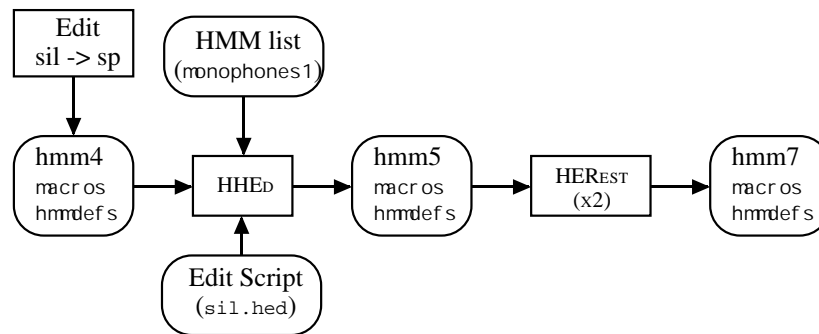 Edit
sil -> sp
HMM list
(monophones1)
hmm4
macros
hmmdefs
HHED
hmm5
macros
hmmdefs
HEREST
(x2)
hmm7
macros
hmmdefs
Edit Script
(sil.hed)